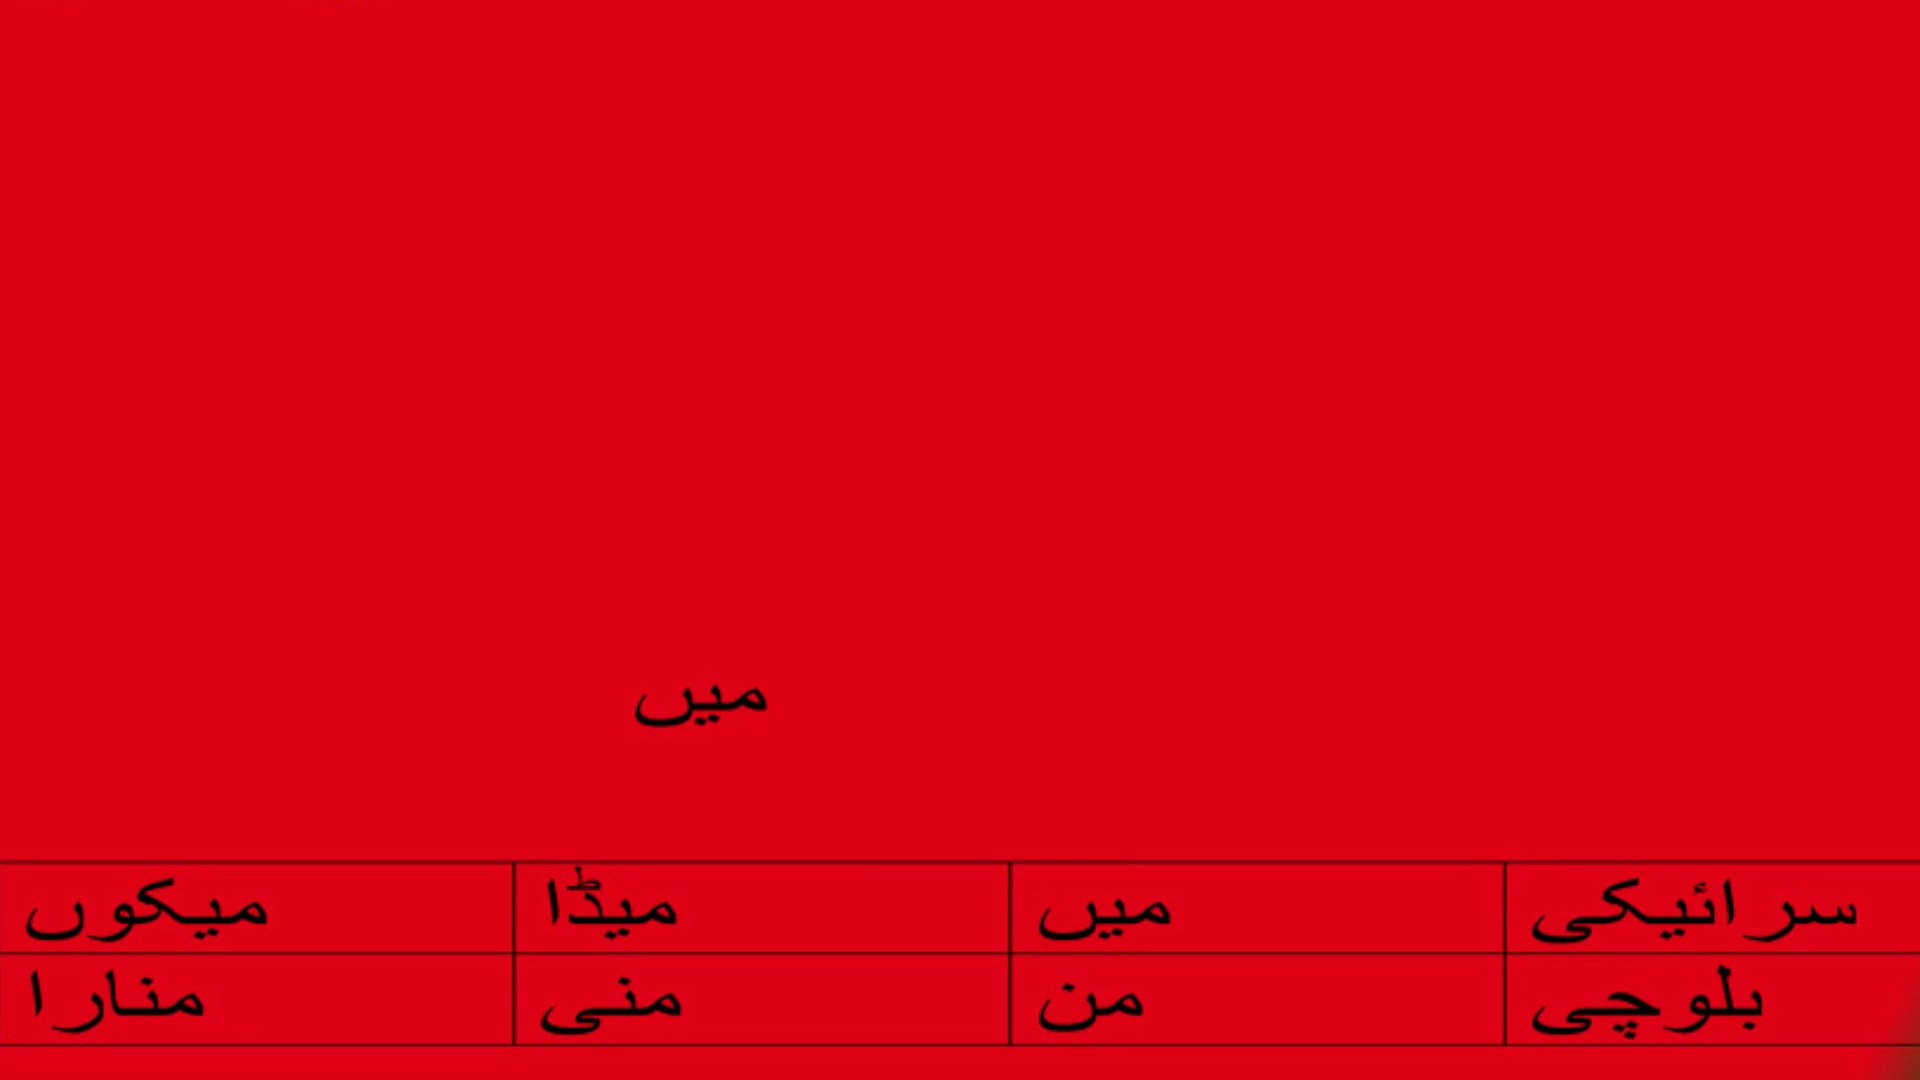 میں
سرائیکی میں میڈا میکوں
بلوچی من منی منارا